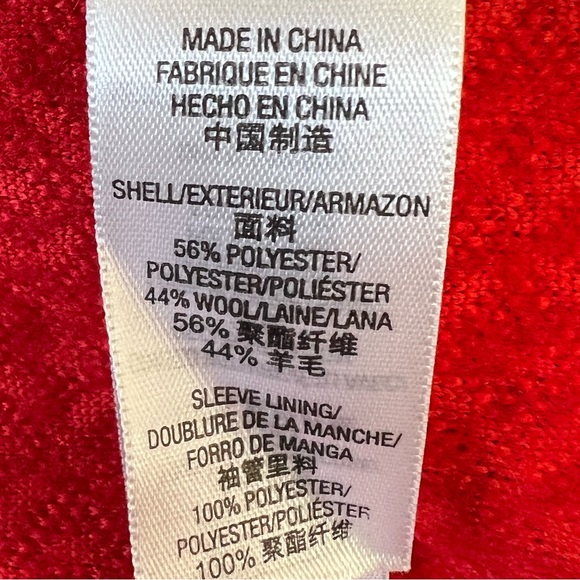 MADE IN CHINA
FABRIQUE EN CHINE
HECHO EN CHINA
中国制造
SHELL/EXTERIEUR/ARMAZON
面料
56% POLYESTER/
POLYESTER/POLIÉSTER
44% WOOL/LAINE/LANA
56% 聚酯纤维
44% 羊毛
SLEEVE LINING/
DOUBLURE DE LA MANCHE/
FORRO DE MANGA
袖管里料
100% POLYESTER/
POLYESTER/POLIÉSTER
100% 聚酯纤维